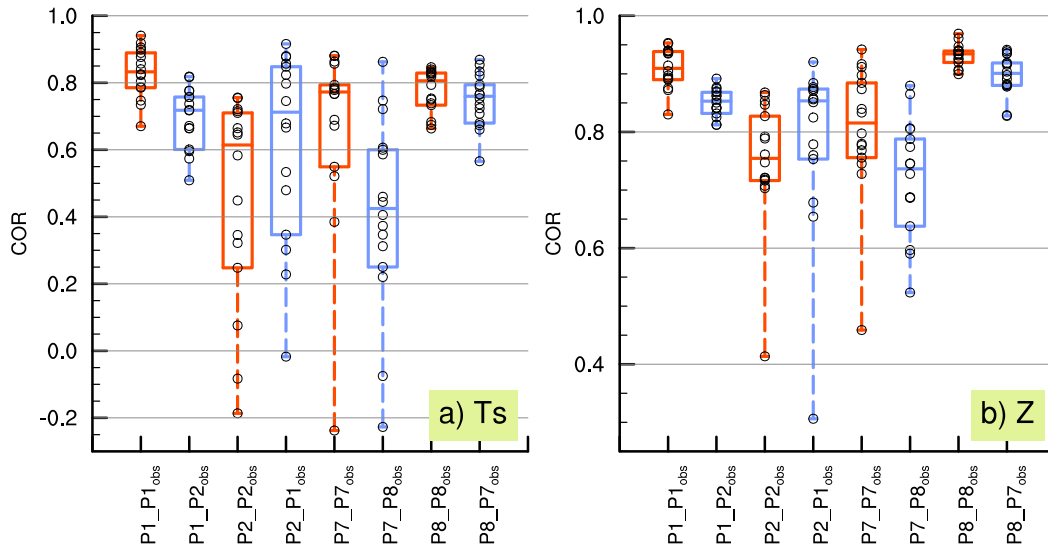 COR
1.0
0.8
0.6
0.4
0.2
0.0
-0.2
a) Ts
P1_P1obs
P1_P2obs
P2_P2obs
P2_P1obs
P7_P7obs
P7_P8obs
P8_P8obs
P8_P7obs
COR
1.0
0.8
0.6
0.4
b) Z
P1_P1obs
P1_P2obs
P2_P2obs
P2_P1obs
P7_P7obs
P7_P8obs
P8_P8obs
P8_P7obs